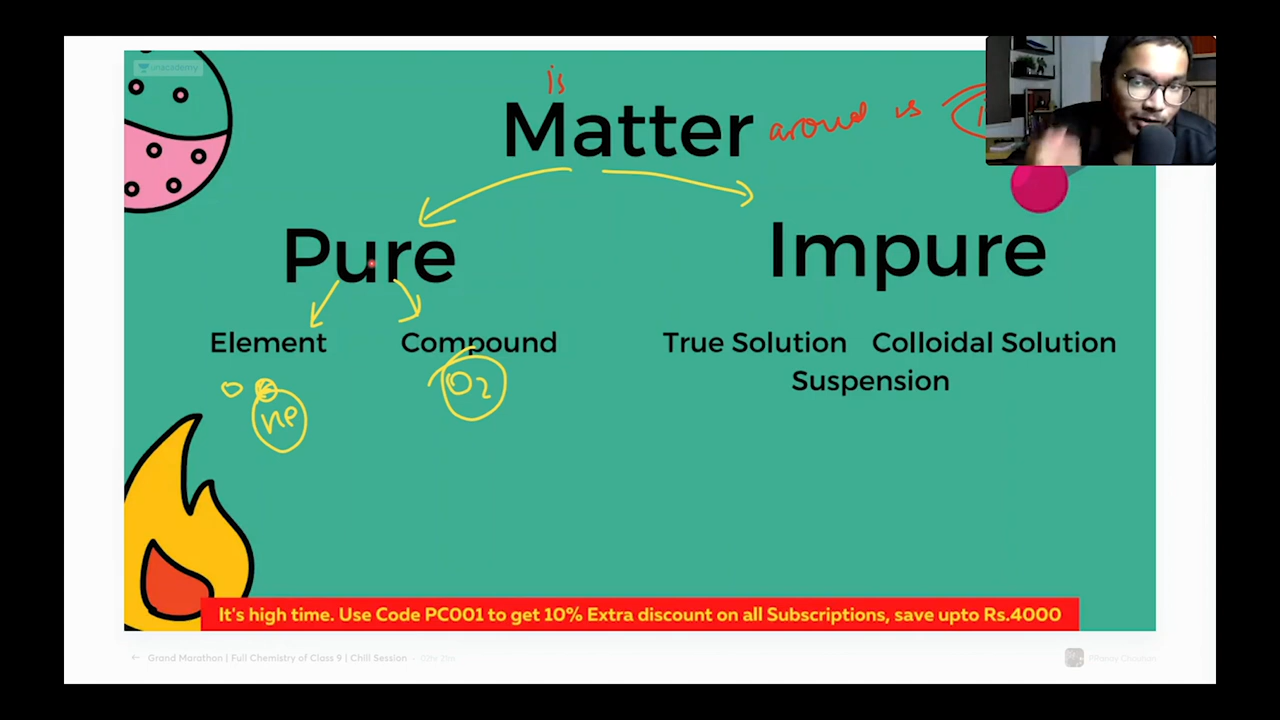 unacademy
is
Matter around is
Pure
Impure
Element Compound
True Solution Colloidal Solution
Suspension
O2
Ne
It's high time. Use Code PC001 to get 10% Extra discount on all Subscriptions, save upto Rs.4000
Grand Marathon | Full Chemistry of Class 9 | Chill Session